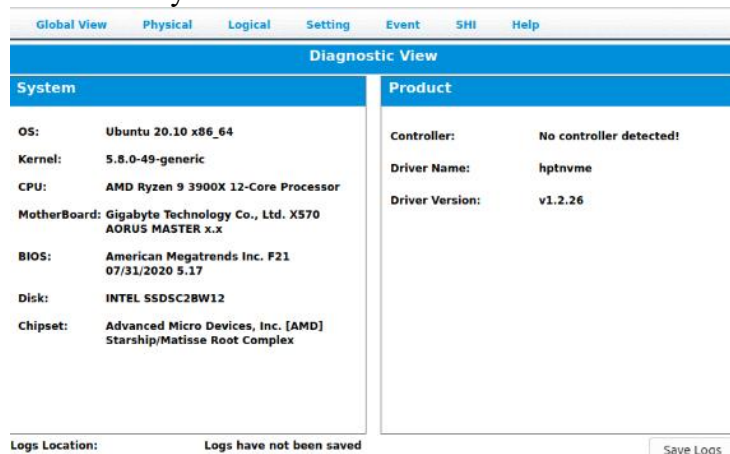 Global View Physical Logical Setting Event SHI Help
Diagnostic View
System
OS: Ubuntu 20.10 x86_64
Kernel: 5.8.0-49-generic
CPU: AMD Ryzen 9 3900X 12-Core Processor
MotherBoard: Gigabyte Technology Co., Ltd. X570
AORUS MASTER x.x
BIOS: American Megatrends Inc. F21
07/31/2020 5.17
Disk: INTEL SSDSC2BW12
Chipset: Advanced Micro Devices, Inc. [AMD]
Starship/Matisse Root Complex
Product
Controller: No controller detected!
Driver Name: hptnvme
Driver Version: v1.2.26
Logs Location: Logs have not been saved
Save Logs